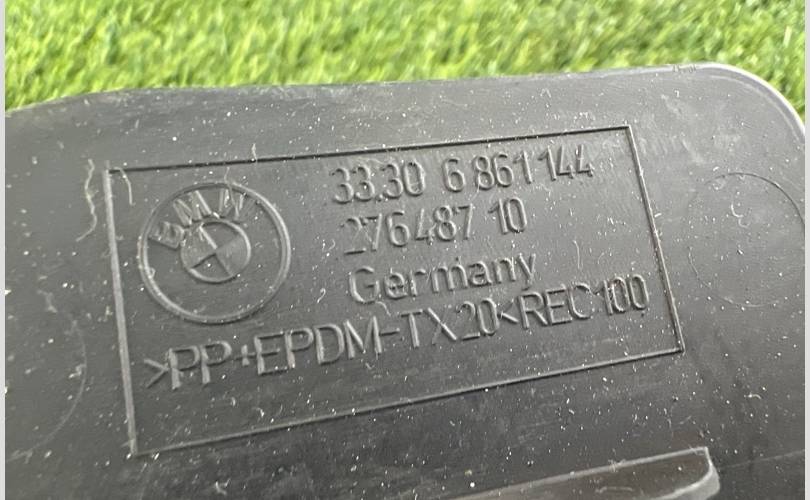 BMW
33.30 6 861 144
276487 10
Germany
>PP+EPDM-TX20<REC100